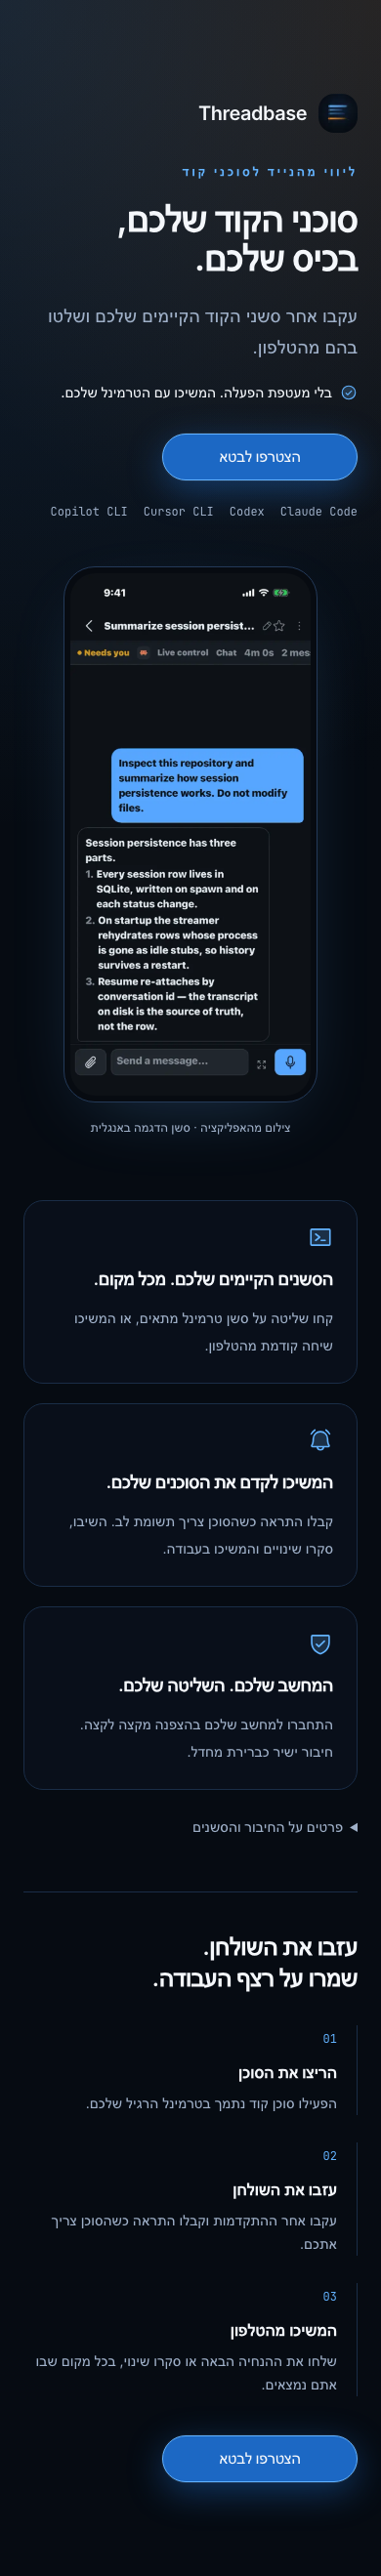 Threadbase
ליווי מהנייד לסוכני קוד
סוכני הקוד שלכם,
בכיס שלכם.
עקבו אחר סשני הקוד הקיימים שלכם ושלטו
בהם מהטלפון.
בלי מעטפת הפעלה. המשיכו עם הטרמינל שלכם.
הצטרפו לבטא
Claude Code Codex Cursor CLI Copilot CLI
9:41
Summarize session persist...
Needs you Live control Chat 4m 0s 2 mes
Inspect this repository and
summarize how session
persistence works. Do not modify
files.
Session persistence has three
parts.
1. Every session row lives in
SQLite, written on spawn and on
each status change.
2. On startup the streamer
rehydrates rows whose process
is gone as idle stubs, so history
survives a restart.
3. Resume re-attaches by
conversation id — the transcript
on disk is the source of truth,
not the row.
Send a message...
צילום מהאפליקציה · סשן הדגמה באנגלית
הסשנים הקיימים שלכם. מכל מקום.
קחו שליטה על סשן טרמינל מתאים, או המשיכו
שיחה קודמת מהטלפון.
המשיכו לקדם את הסוכנים שלכם.
קבלו התראה כשהסוכן צריך תשומת לב. השיבו,
סקרו שינויים והמשיכו בעבודה.
המחשב שלכם. השליטה שלכם.
התחברו למחשב שלכם בהצפנה מקצה לקצה.
חיבור ישיר כברירת מחדל.
פרטים על החיבור והסשנים
עזבו את השולחן.
שמרו על רצף העבודה.
01
הריצו את הסוכן
הפעילו סוכן קוד נתמך בטרמינל הרגיל שלכם.
02
עזבו את השולחן
עקבו אחר ההתקדמות וקבלו התראה כשהסוכן צריך
אתכם.
03
המשיכו מהטלפון
שלחו את ההנחיה הבאה או סקרו שינוי, בכל מקום שבו
אתם נמצאים.
הצטרפו לבטא